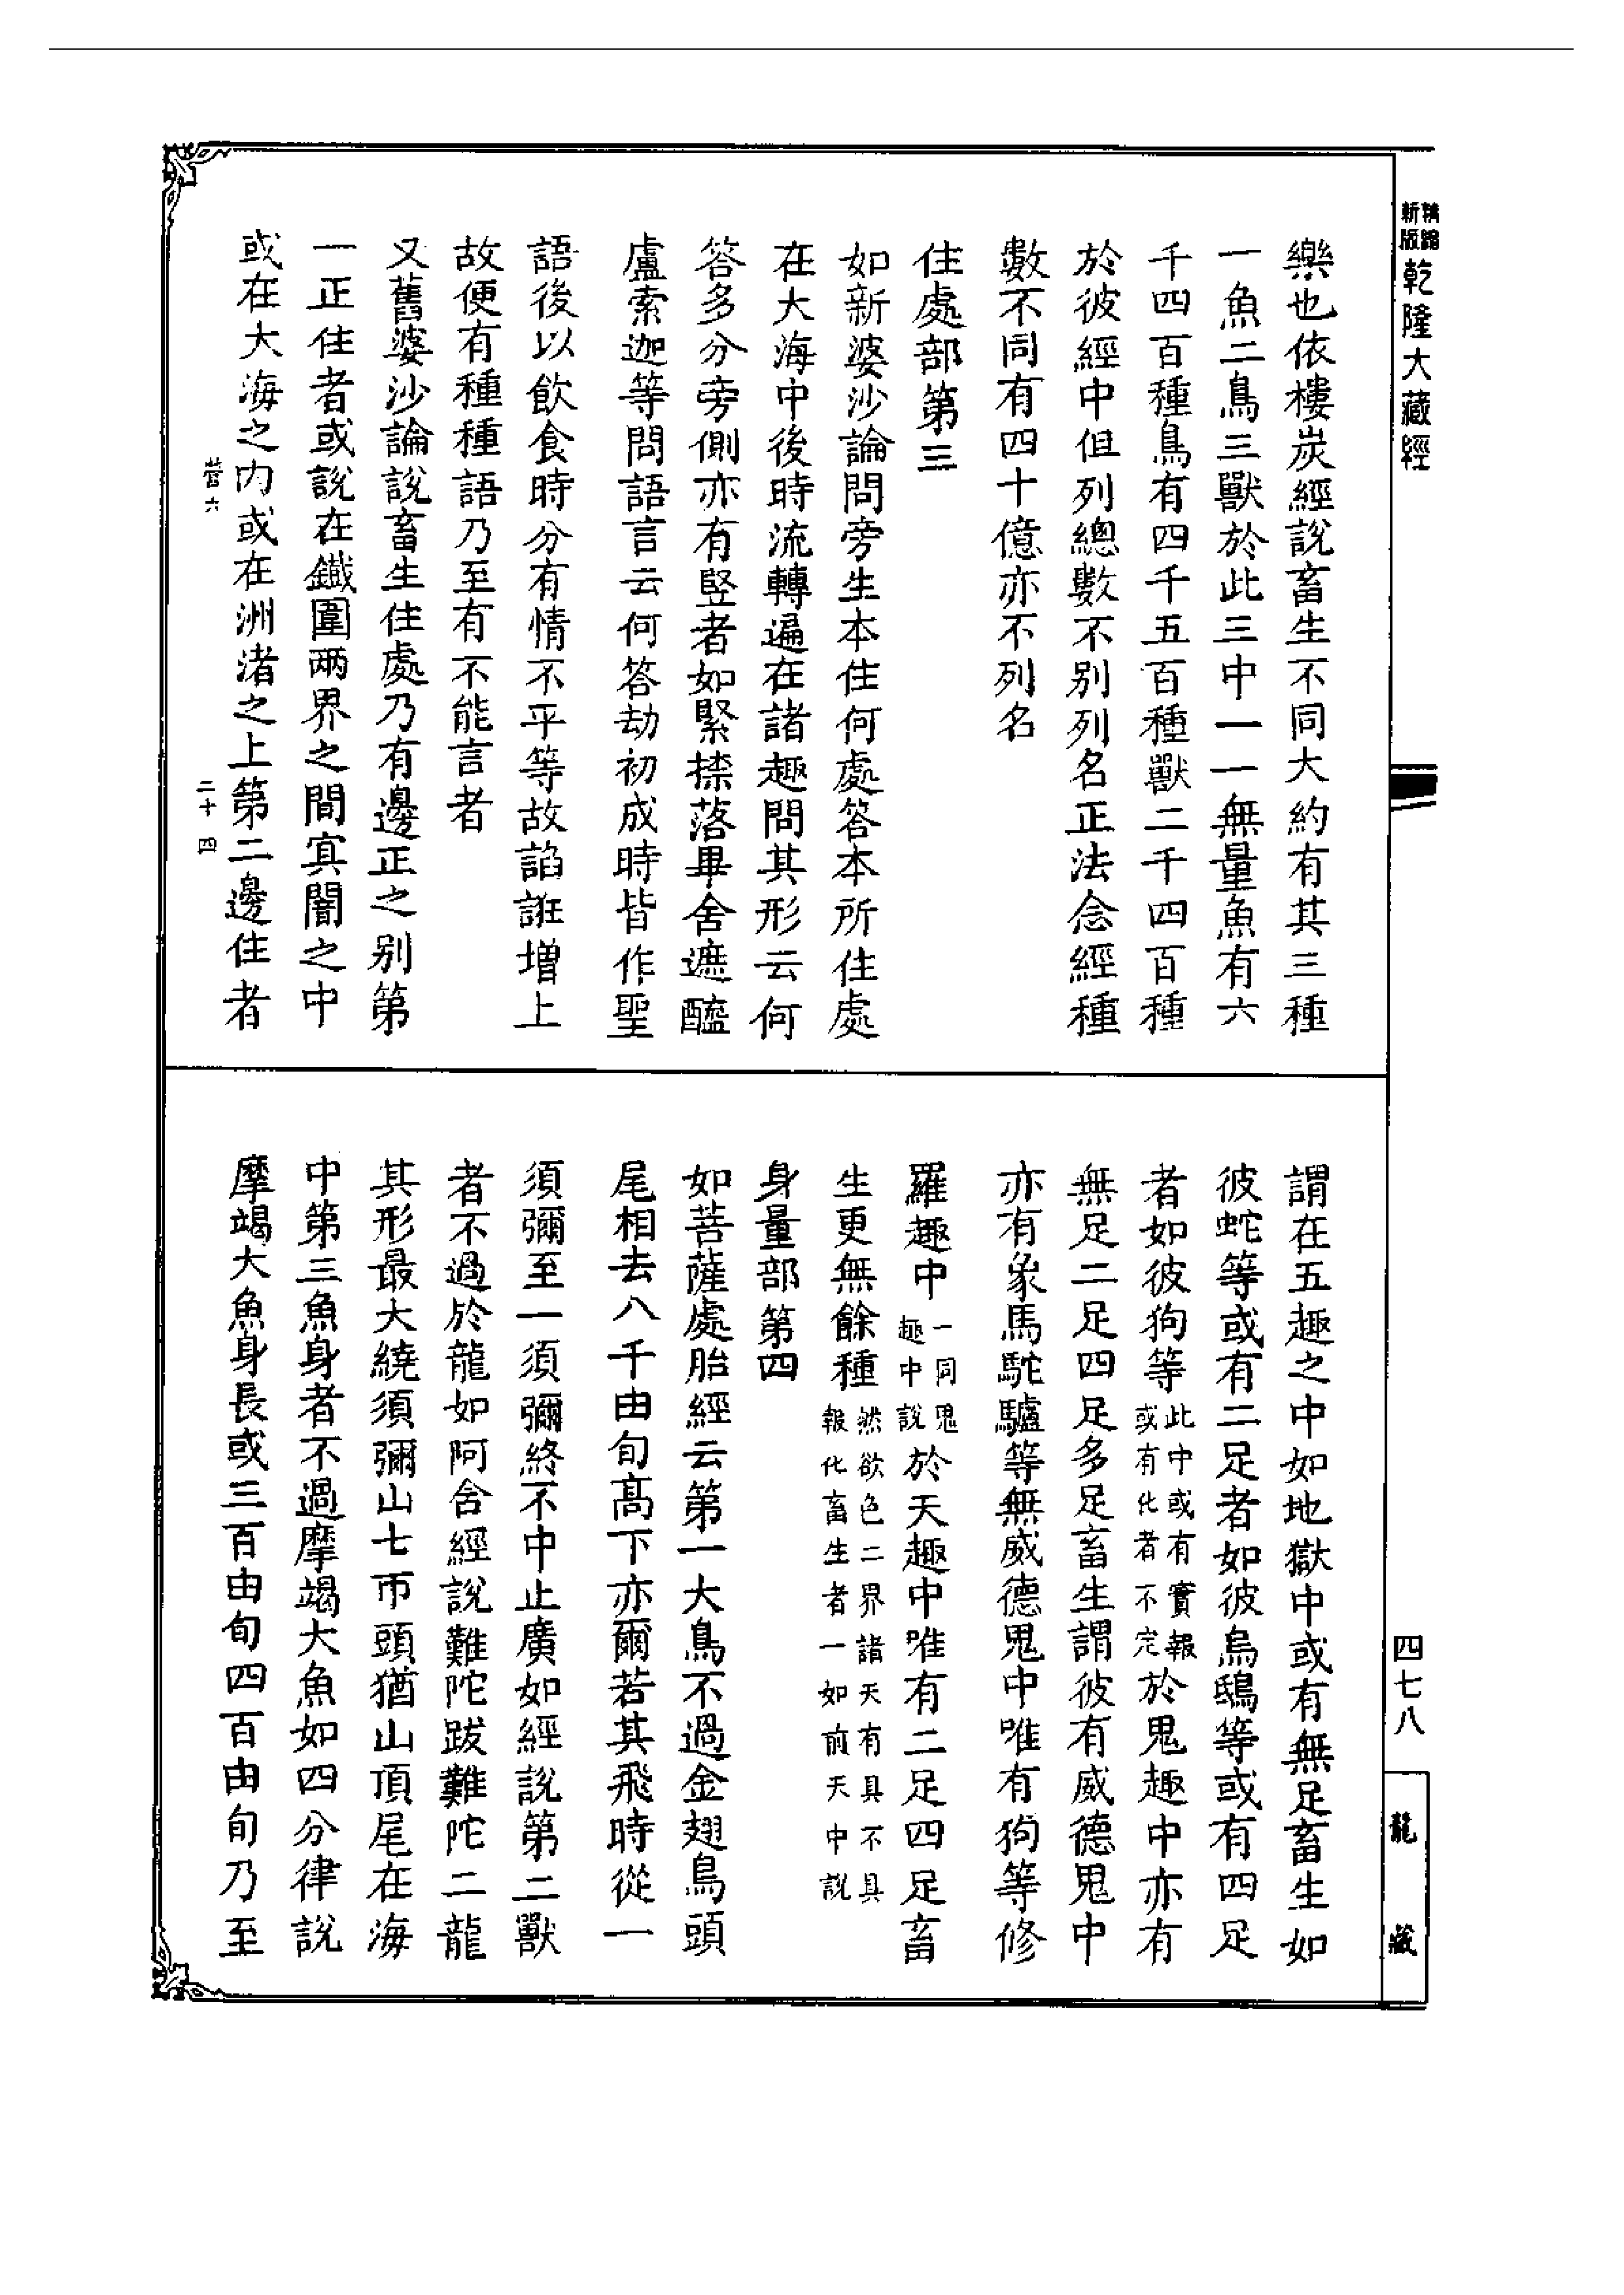 精縮新版乾隆大藏經
樂也依樓炭經說畜生不同大約有其三種
一魚二鳥三獸於此三中一一無量魚有六
千四百種鳥有四千五百種獸二千四百種
於彼經中但列總數不別列名正法念經種
數不同有四十億亦不列名
住處部第三
如新婆沙論問旁生本住何處答本所住處
在大海中後時流轉遍在諸趣問其形云何
答多分旁側亦有竪者如緊捺落畢舍遮醯
盧索迦等問語言云何答劫初成時皆作聖
語後以飲食時分有情不平等故諂誑增上
故便有種種語乃至有不能言者
又舊婆沙論說畜生住處乃有邊正之别第
一正住者或說在鐵圍兩界之間寘闇之中
或在大海之內或在洲渚之上第二邊住者
營六
二十四
四七八
龍藏
謂在五趣之中如地獄中或有無足畜生如
彼蛇等或有二足者如彼烏鴟等或有四足
者如彼狗等此中或有實報或有化者不定於鬼趣中亦有
無足二足四足多足畜生謂彼有威德鬼中
亦有象馬駝驢等無威德鬼中唯有狗等修
羅趣中一同鬼趣中說於天趣中唯有二足四足畜
生更無餘種然欲色二界諸天有具不具報化畜生者一如前天中說
身量部第四
如菩薩處胎經云第一大鳥不過金翅鳥頭
尾相去八千由旬高下亦爾若其飛時從一
須彌至一須彌終不中止廣如經說第二獸
者不過於龍如阿含經說難陀跋難陀二龍
其形最大繞須彌山七帀頭猶山頂尾在海
中第三魚身者不過摩竭大魚如四分律說
摩竭大魚身長或三百由旬四百由旬乃至